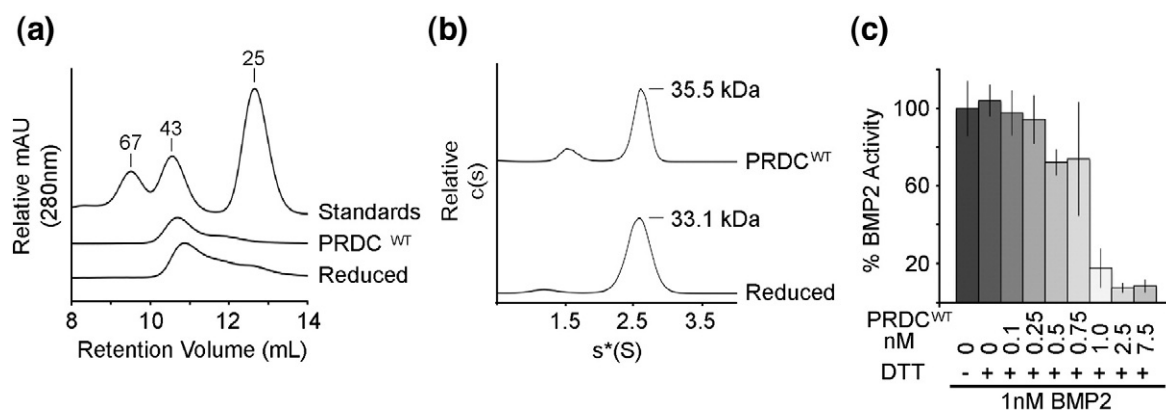 (a)
67
43
25
Relative mAU
(280nm)
Standards
PRDC WT
Reduced
8 10 12 14
Retention Volume (mL)
(b)
35.5 kDa
PRDC WT
33.1 kDa
Reduced
Relative
c(s)
1.5 2.5 3.5
s*(S)
(c)
% BMP2 Activity
100
60
20
PRDC WT
nM
0 0 0.1 0.25 0.5 0.75 1.0 2.5 7.5
DTT - + + + + + + + +
1nM BMP2